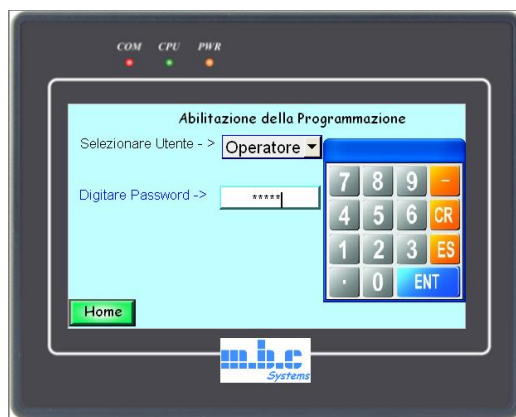 COM CPU PWR
Abilitazione della Programmazione
Selezionare Utente - > Operatore
Digitare Password -> *****
7 8 9 -
4 5 6 CR
1 2 3 ES
. 0 ENT
Home
m.b.c
Systems